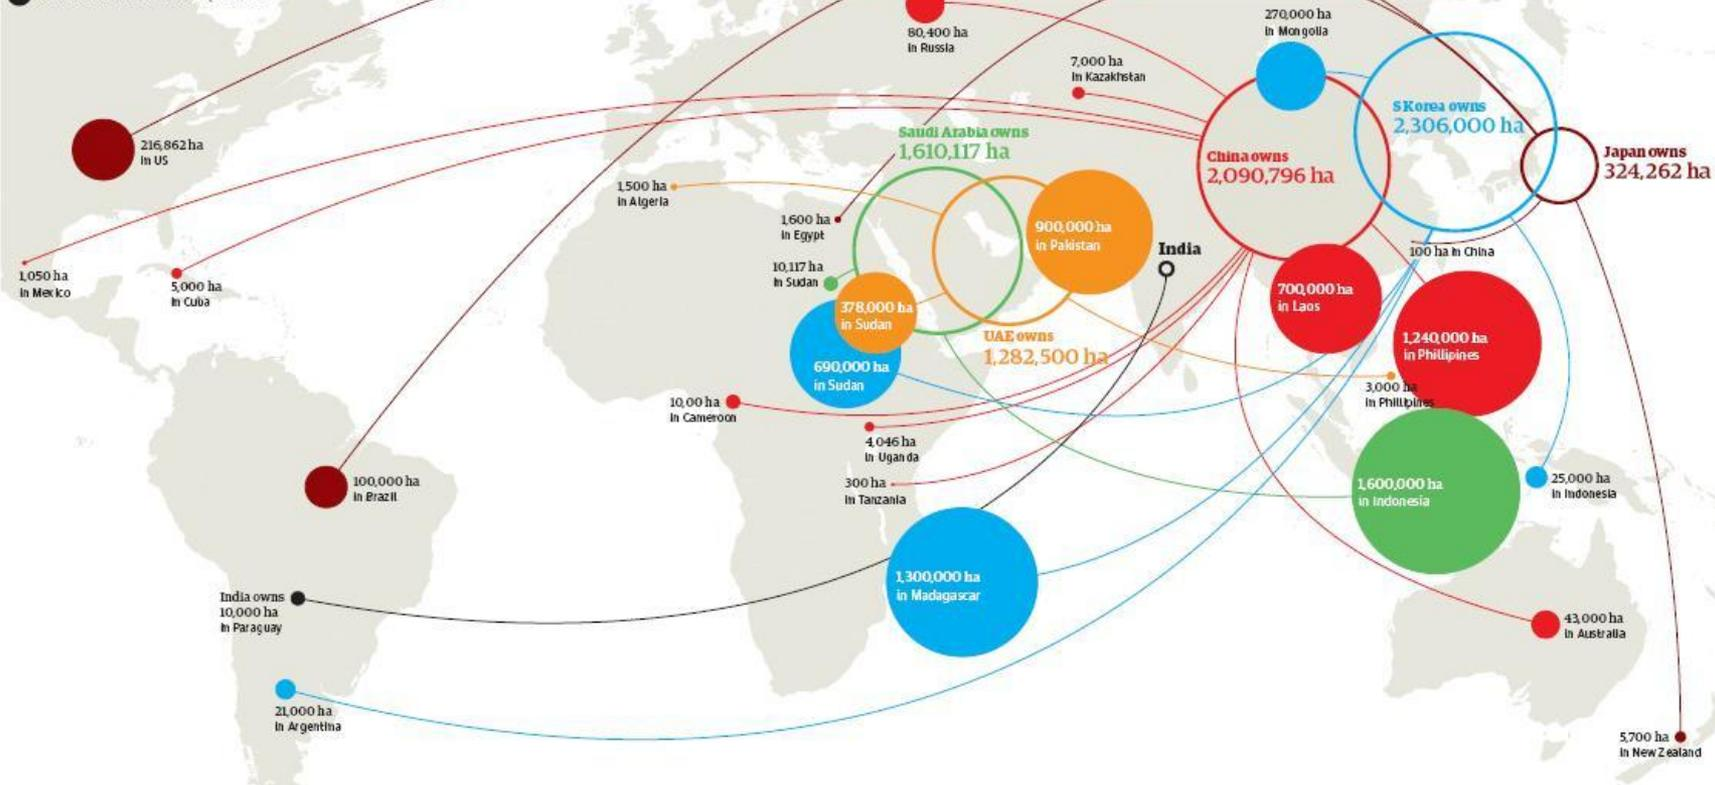 80,400 ha
in Russia
270,000 ha
in Mongolia
7,000 ha
in Kazakhstan
S Korea owns
2,306,000 ha
216,862 ha
in US
Saudi Arabia owns
1,610,117 ha
China owns
2,090,796 ha
Japan owns
324,262 ha
1,500 ha
in Algeria
1,600 ha
in Egypt
900,000 ha
in Pakistan
India
100 ha in China
1,050 ha
in Mexico
5,000 ha
in Cuba
10,117 ha
in Sudan
378,000 ha
in Sudan
700,000 ha
in Laos
UAE owns
1,282,500 ha
1,240,000 ha
in Phillipines
690,000 ha
in Sudan
3,000 ha
in Phillipines
10,00 ha
in Cameroon
4,046 ha
in Uganda
300 ha
in Tanzania
100,000 ha
in Brazil
1,600,000 ha
in Indonesia
25,000 ha
in Indonesia
1,300,000 ha
in Madagascar
India owns
10,000 ha
in Paraguay
43,000 ha
in Australia
21,000 ha
in Argentina
5,700 ha
in New Zealand